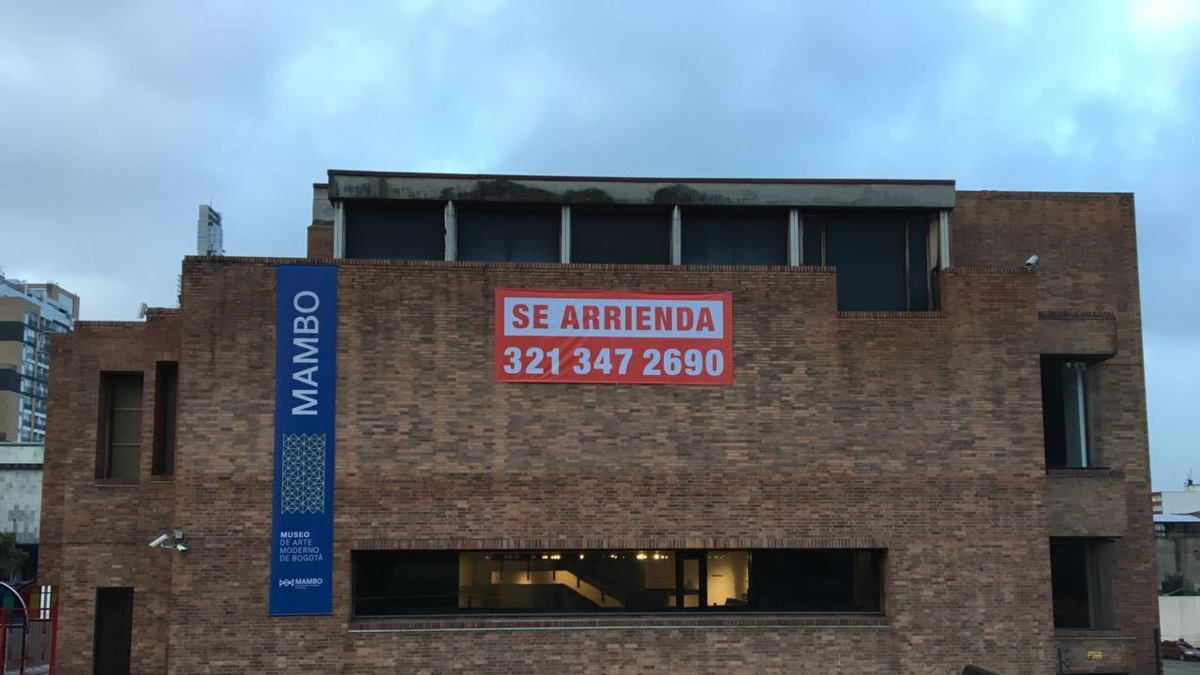 MAMBO
SE ARRIENDA
321 347 2690
MUSEO
DE ARTE
MODERNO
DE BOGOTÁ
MAMBO